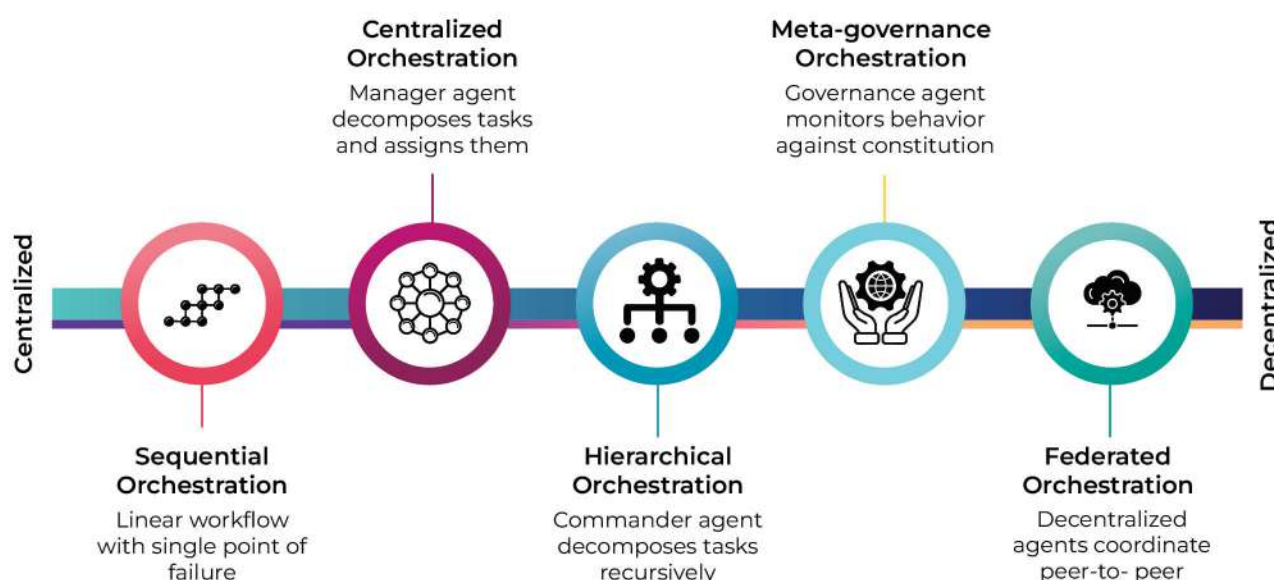 Centralized
Sequential
Orchestration
Linear workflow
with single point of
failure
Centralized
Orchestration
Manager agent
decomposes tasks
and assigns them
Hierarchical
Orchestration
Commander agent
decomposes tasks
recursively
Meta-governance
Orchestration
Governance agent
monitors behavior
against constitution
Federated
Orchestration
Decentralized
agents coordinate
peer-to- peer
Decentralized